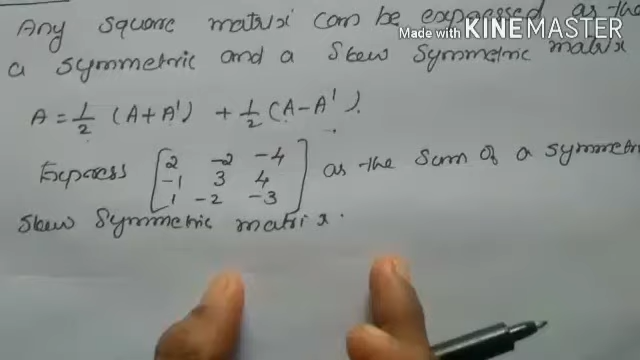 Any square matrix can be expressed as the
Made with KINEMASTER
a symmetric and a skew symmetric matrix
A = 1/2 (A+A') + 1/2 (A-A').
Express [2 -2 -4
-1 3 4
1 -2 -3] as the sum of a symmetr
skew symmetric matrix.